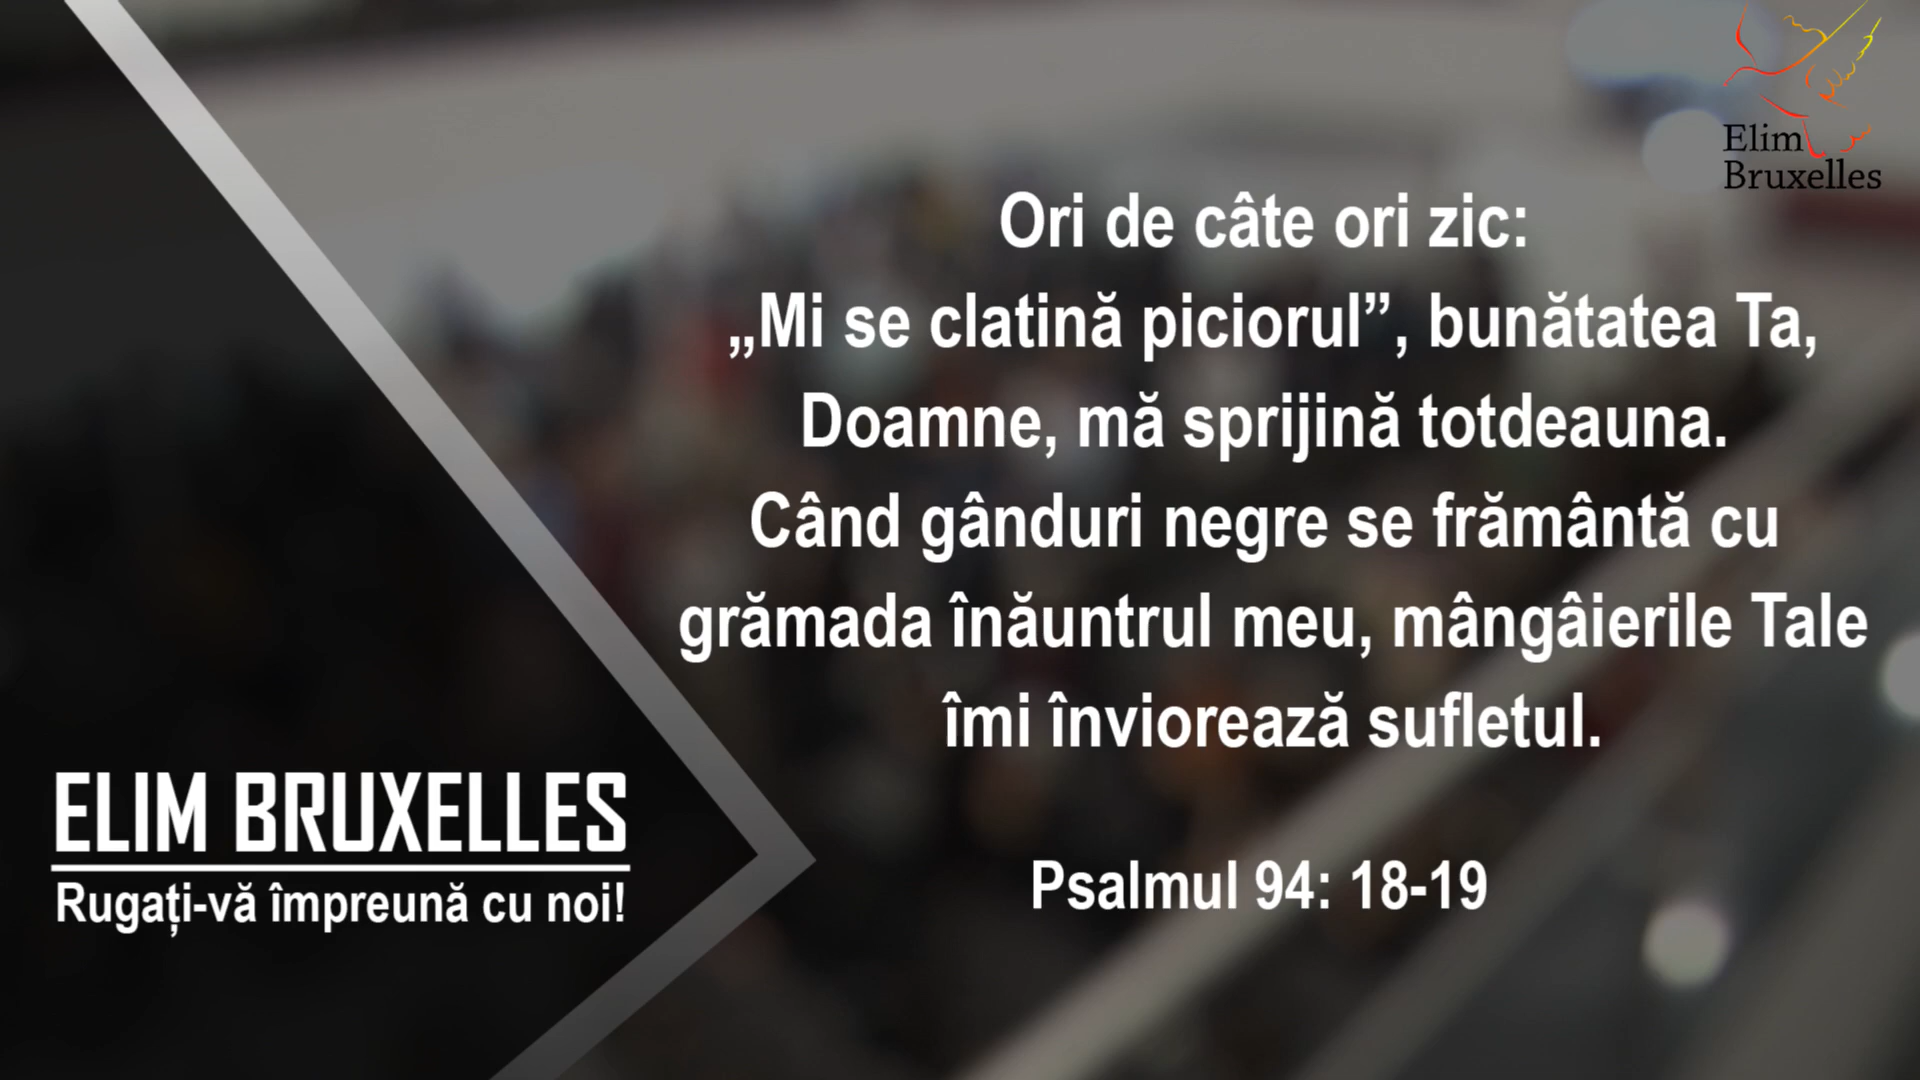 Elim
Bruxelles
Ori de câte ori zic:
„Mi se clatină piciorul”, bunătatea Ta,
Doamne, mă sprijină totdeauna.
Când gânduri negre se frământă cu
grămada înăuntrul meu, mângâierile Tale
îmi înviorează sufletul.
Psalmul 94: 18-19
ELIM BRUXELLES
Rugați-vă împreună cu noi!